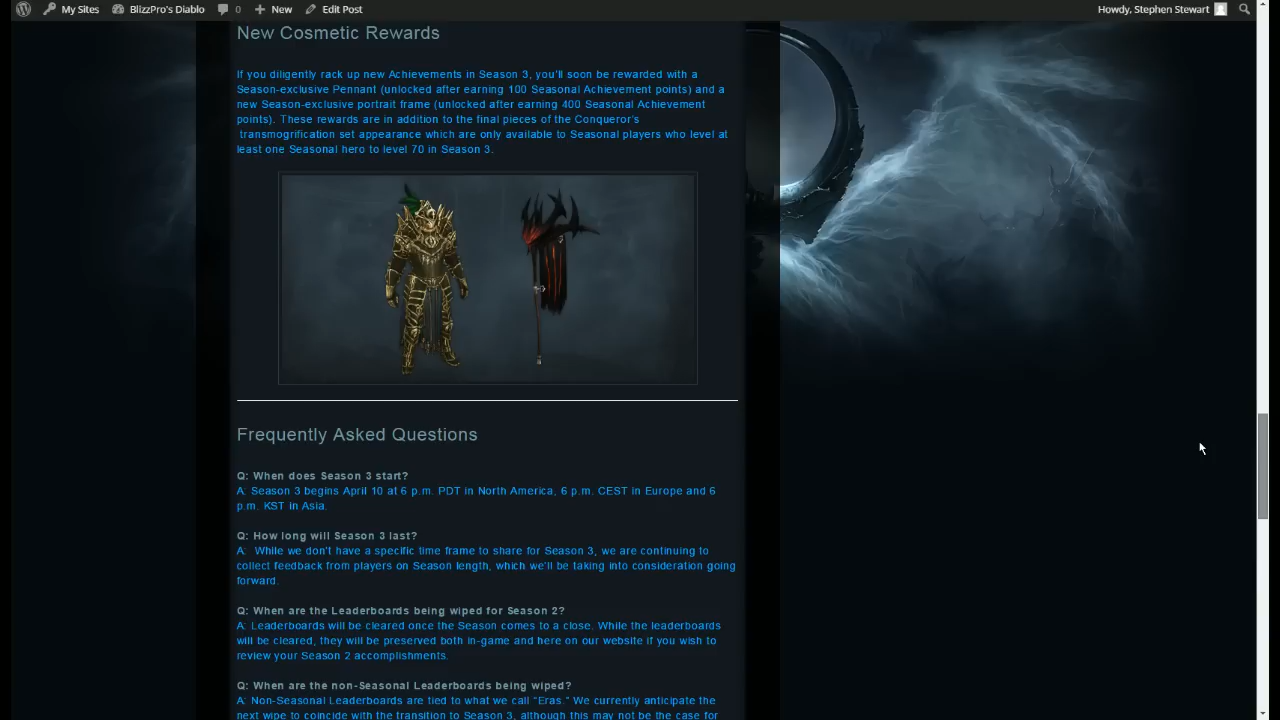 My Sites BlizzPro's Diablo 0 New Edit Post Howdy, Stephen Stewart
New Cosmetic Rewards
If you diligently rack up new Achievements in Season 3, you'll soon be rewarded with a
Season-exclusive Pennant (unlocked after earning 100 Seasonal Achievement points) and a
new Season-exclusive portrait frame (unlocked after earning 400 Seasonal Achievement
points). These rewards are in addition to the final pieces of the Conqueror's
transmogrification set appearance which are only available to Seasonal players who level at
least one Seasonal hero to level 70 in Season 3.
Frequently Asked Questions
Q: When does Season 3 start?
A: Season 3 begins April 10 at 6 p.m. PDT in North America, 6 p.m. CEST in Europe and 6
p.m. KST in Asia.
Q: How long will Season 3 last?
A: While we don't have a specific time frame to share for Season 3, we are continuing to
collect feedback from players on Season length, which we'll be taking into consideration going
forward.
Q: When are the Leaderboards being wiped for Season 2?
A: Leaderboards will be cleared once the Season comes to a close. While the leaderboards
will be cleared, they will be preserved both in-game and here on our website if you wish to
review your Season 2 accomplishments.
Q: When are the non-Seasonal Leaderboards being wiped?
A: Non-Seasonal Leaderboards are tied to what we call "Eras." We currently anticipate the
next wipe to coincide with the transition to Season 3, although this may not be the case for